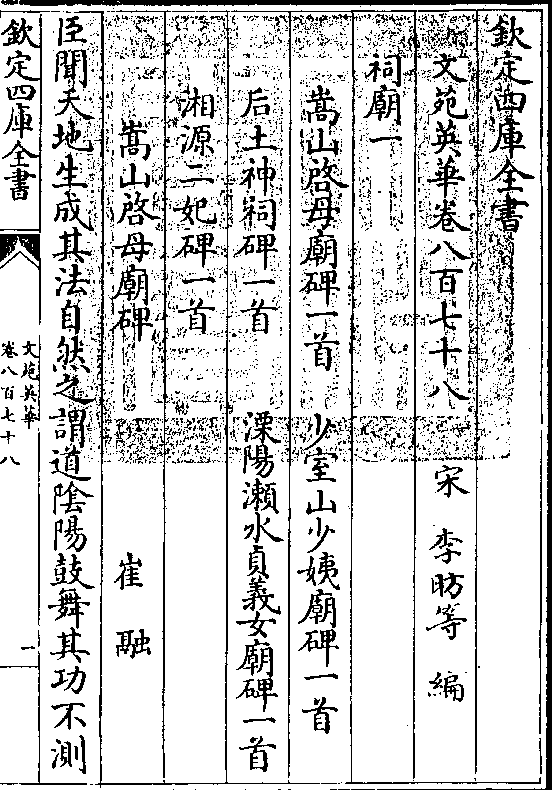 欽定四庫全書
文苑英華卷八百七十八
宋 李昉等 編
祠廟一
嵩山啓母廟碑一首 少室山少姨廟碑一首
后土神祠碑一首 溧陽瀨水貞義女廟碑一首
湘源二妃碑一首
嵩山啓母廟碑 崔融
臣聞天地生成其法自然之謂道陰陽鼓舞其功不測
欽定四庫全書
文苑英華
卷八百七十八
一